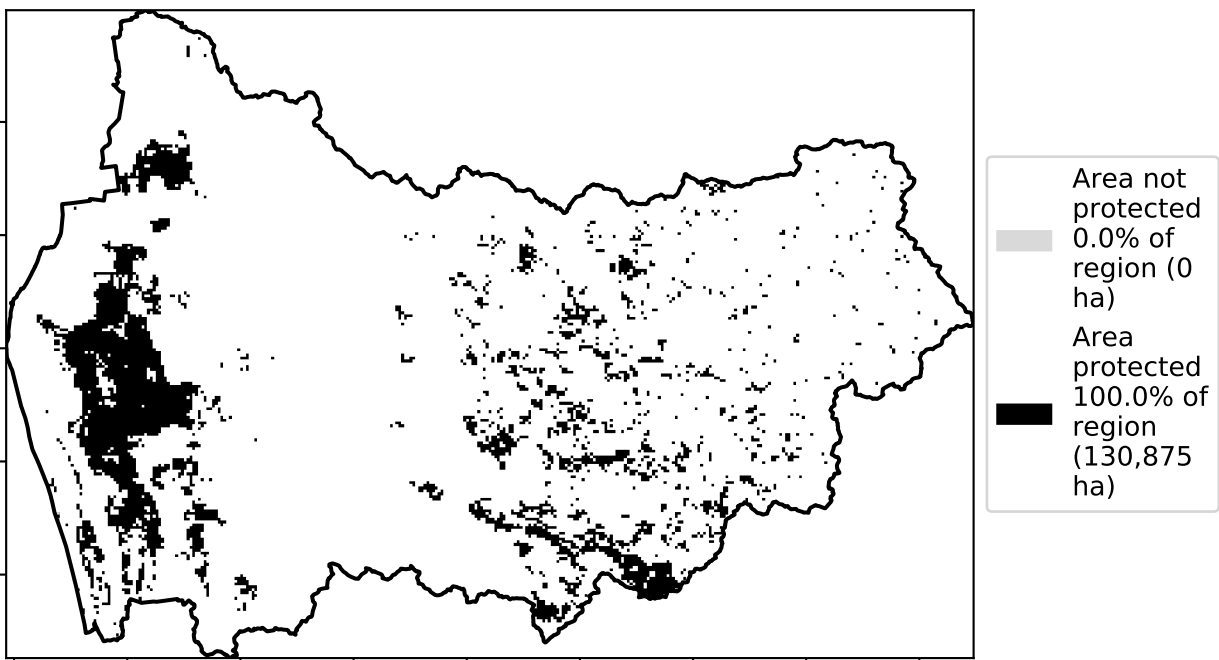 Area not
protected
0.0% of
region (0
ha)
Area
protected
100.0% of
region
(130,875
ha)